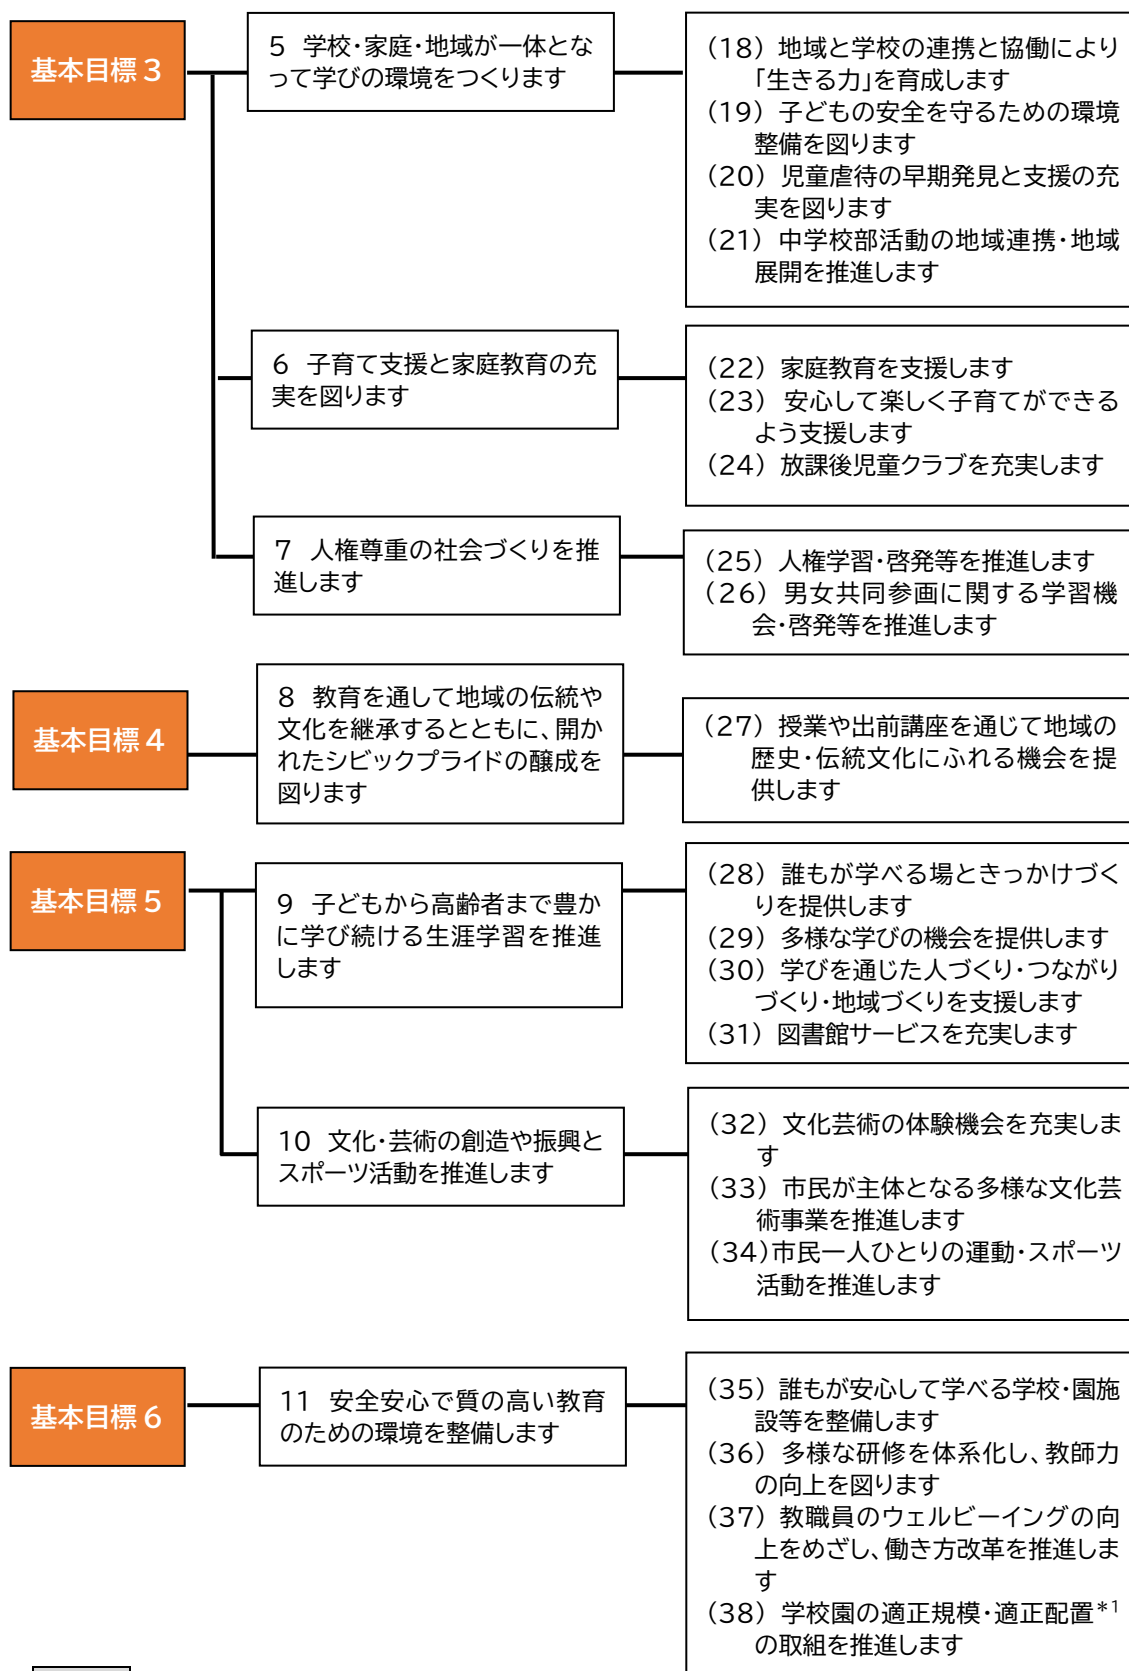 基本目標３
5 学校・家庭・地域が一体とな
って学びの環境をつくります
（18）地域と学校の連携と協働により
「生きる力」を育成します
（19）子どもの安全を守るための環境
整備を図ります
（20）児童虐待の早期発見と支援の充
実を図ります
（21）中学校部活動の地域連携・地域
展開を推進します
6 子育て支援と家庭教育の充
実を図ります
（22）家庭教育を支援します
（23）安心して楽しく子育てができる
よう支援します
（24）放課後児童クラブを充実します
7 人権尊重の社会づくりを推
進します
（25）人権学習・啓発等を推進します
（26）男女共同参画に関する学習機
会・啓発等を推進します
基本目標４
8 教育を通して地域の伝統や
文化を継承するとともに、開か
れたシビックプライドの醸成を
図ります
（27）授業や出前講座を通じて地域の
歴史・伝統文化にふれる機会を提
供します
基本目標５
9 子どもから高齢者まで豊か
に学び続ける生涯学習を推進
します
（28）誰もが学べる場ときっかけづく
りを提供します
（29）多様な学びの機会を提供します
（30）学びを通じた人づくり・つながり
づくり・地域づくりを支援します
（31）図書館サービスを充実します
10 文化・芸術の創造や振興と
スポーツ活動を推進します
（32）文化芸術の体験機会を充実しま
す
（33）市民が主体となる多様な文化芸
術事業を推進します
（34）市民一人ひとりの運動・スポーツ
活動を推進します
基本目標６
11 安全安心で質の高い教育
のための環境を整備します
（35）誰もが安心して学べる学校・園施
設等を整備します
（36）多様な研修を体系化し、教師力
の向上を図ります
（37）教職員のウェルビーイングの向
上をめざし、働き方改革を推進しま
す
（38）学校園の適正規模・適正配置*1
の取組を推進します